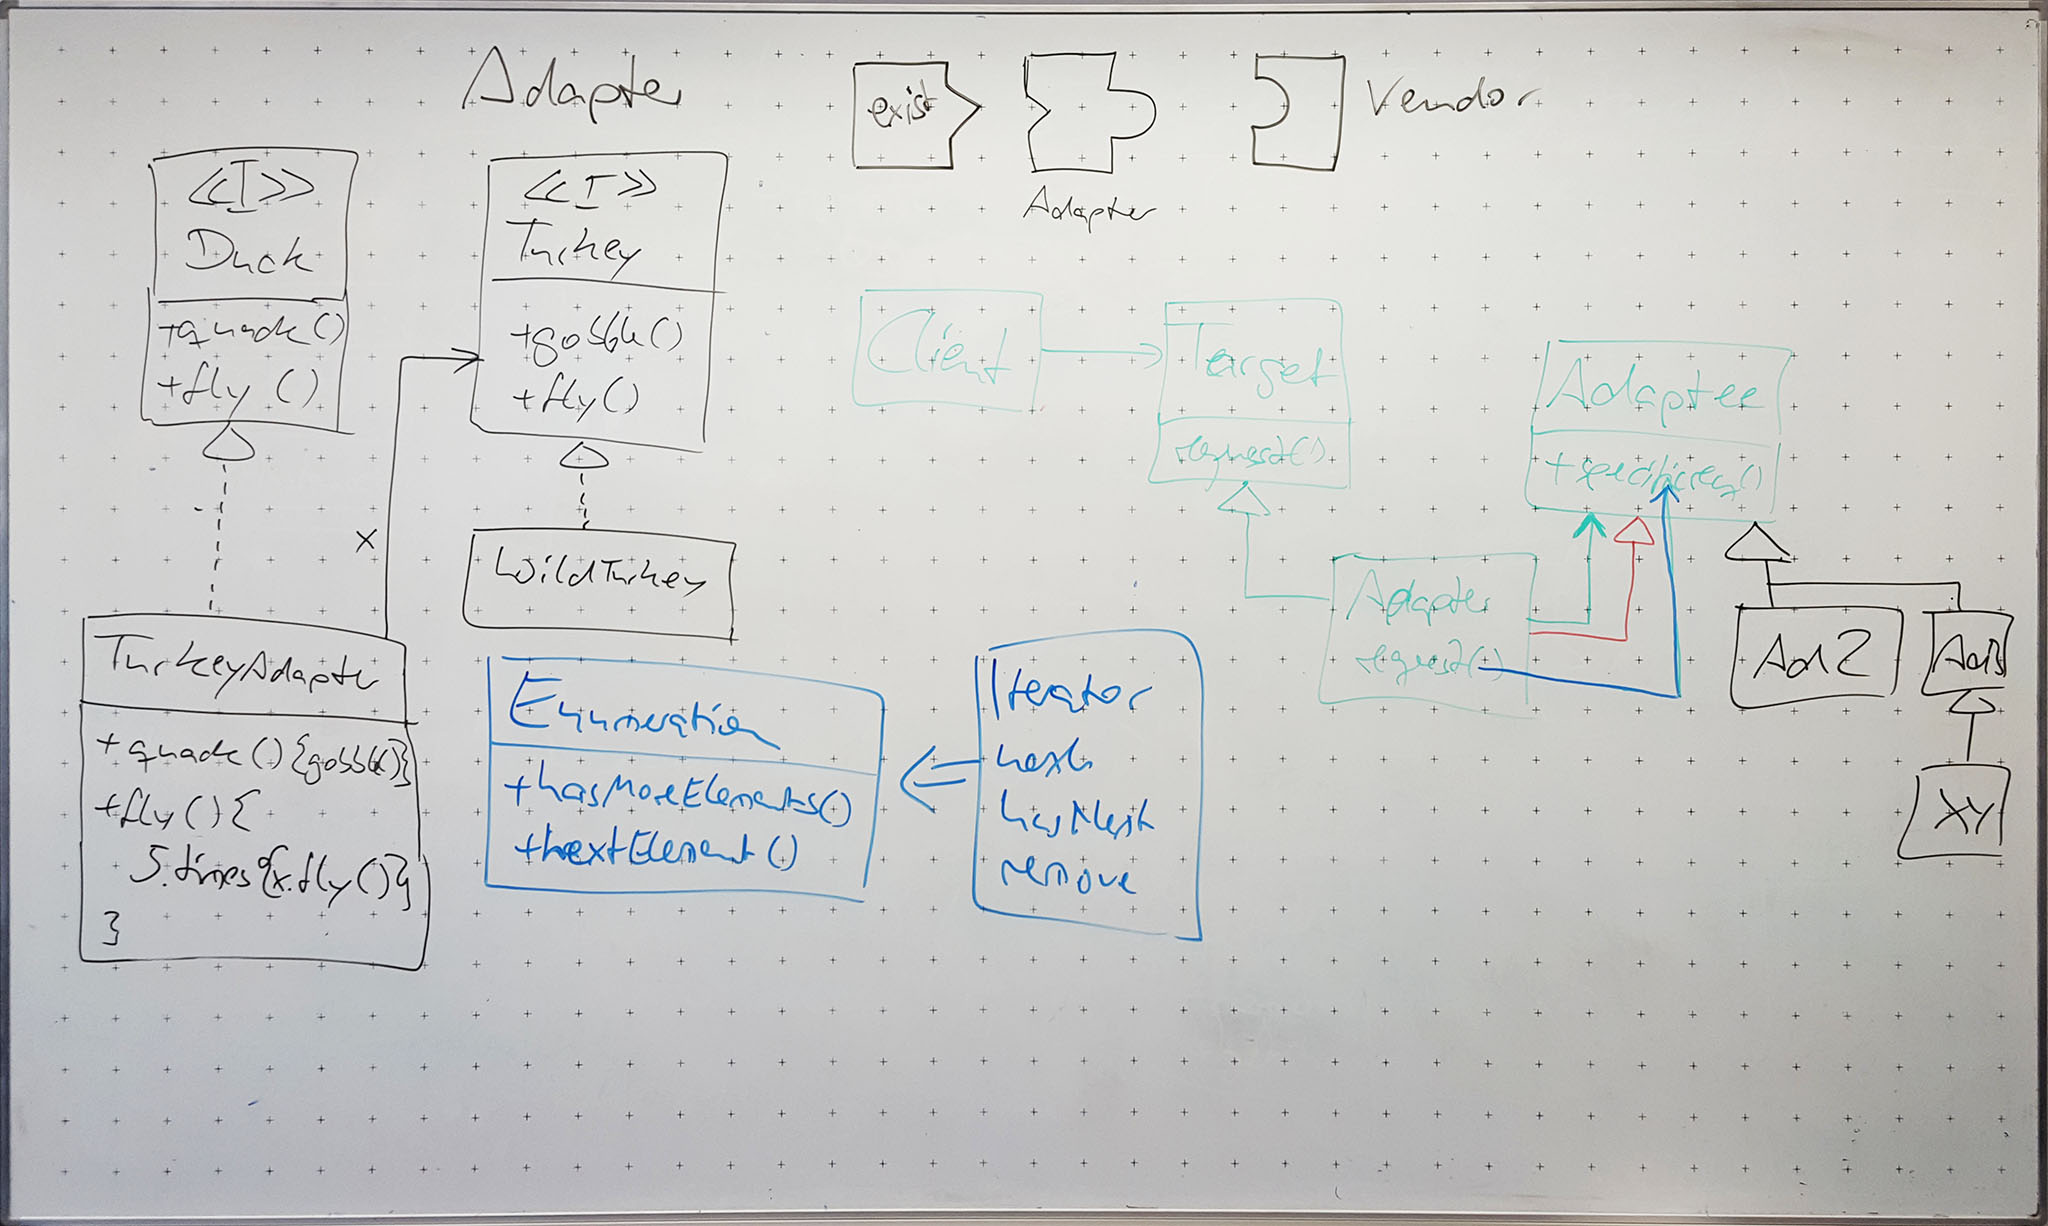 Adapter
exist
Adapter
Vendor
<<I>>
Duck
+quack()
+fly()
<<I>>
Turkey
+gobble()
+fly()
x
WildTurkey
TurkeyAdapter
+quack(){gobble()}
+fly(){
5.times{x.fly()}
}
Client
Target
request()
Adaptee
+specificreq()
Adapter
request()
Ad2
Ad3
XY
Enumeration
+hasMoreElements()
+nextElement()
Iterator
next
hasNext
remove